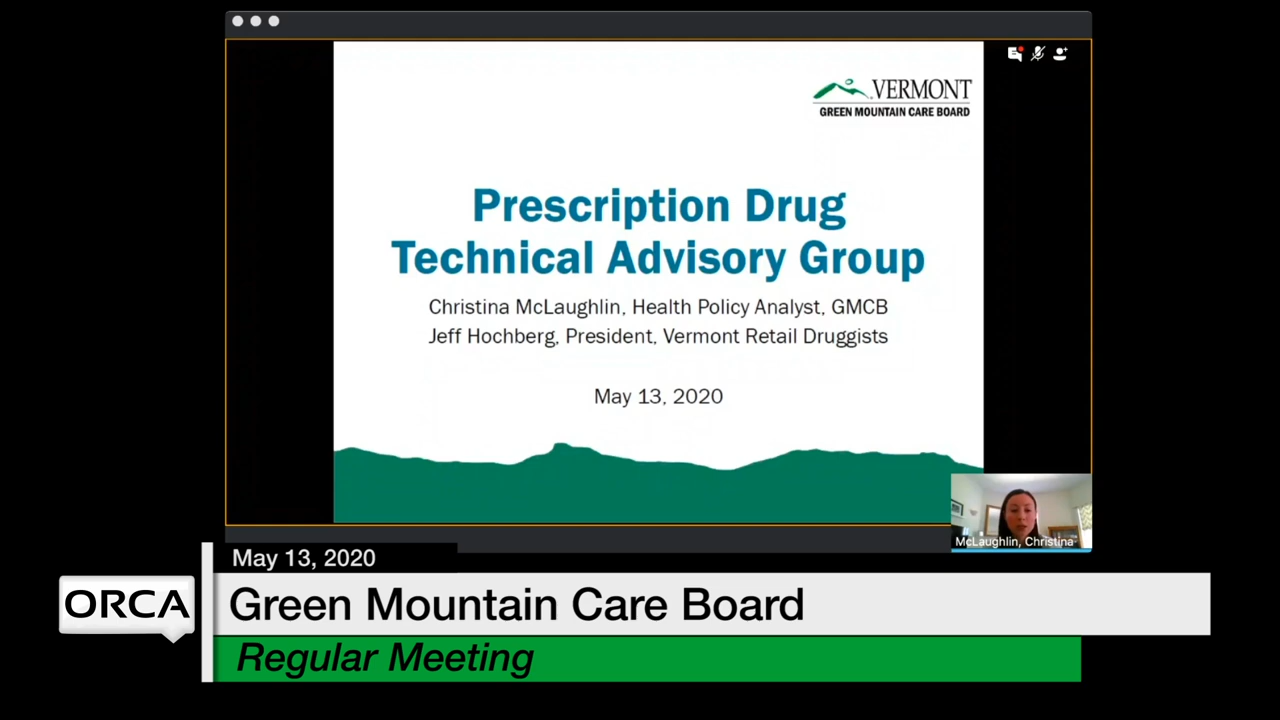 VERMONT
GREEN MOUNTAIN CARE BOARD
Prescription Drug
Technical Advisory Group
Christina McLaughlin, Health Policy Analyst, GMCB
Jeff Hochberg, President, Vermont Retail Druggists
May 13, 2020
McLaughlin, Christina
May 13, 2020
ORCA
Green Mountain Care Board
Regular Meeting